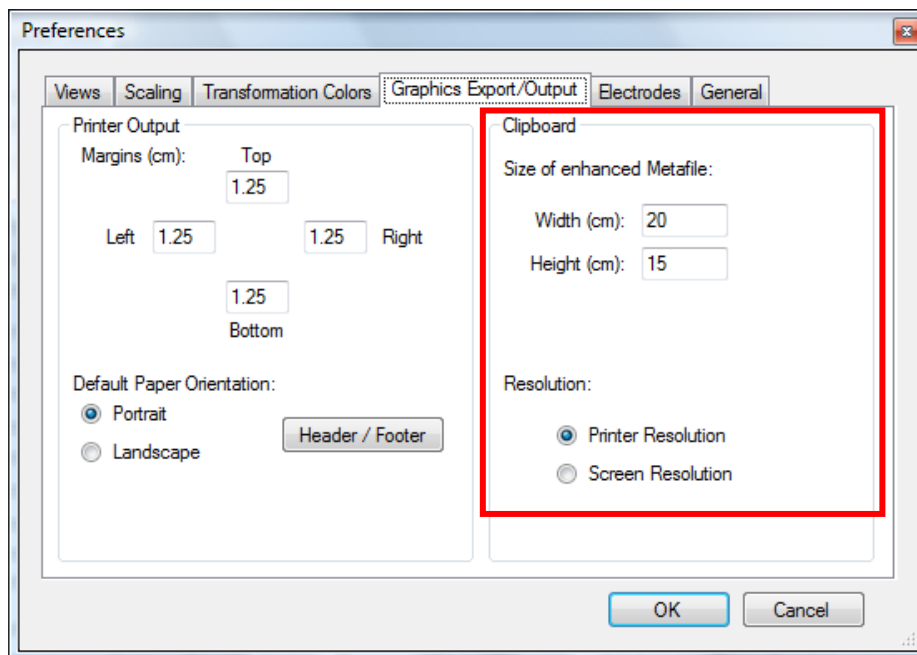 Preferences
Views Scaling Transformation Colors Graphics Export/Output Electrodes General
Printer Output
Margins (cm): Top
1.25
Left 1.25 1.25 Right
1.25
Bottom
Default Paper Orientation:
Portrait
Landscape
Header / Footer
Clipboard
Size of enhanced Metafile:
Width (cm): 20
Height (cm): 15
Resolution:
Printer Resolution
Screen Resolution
OK Cancel